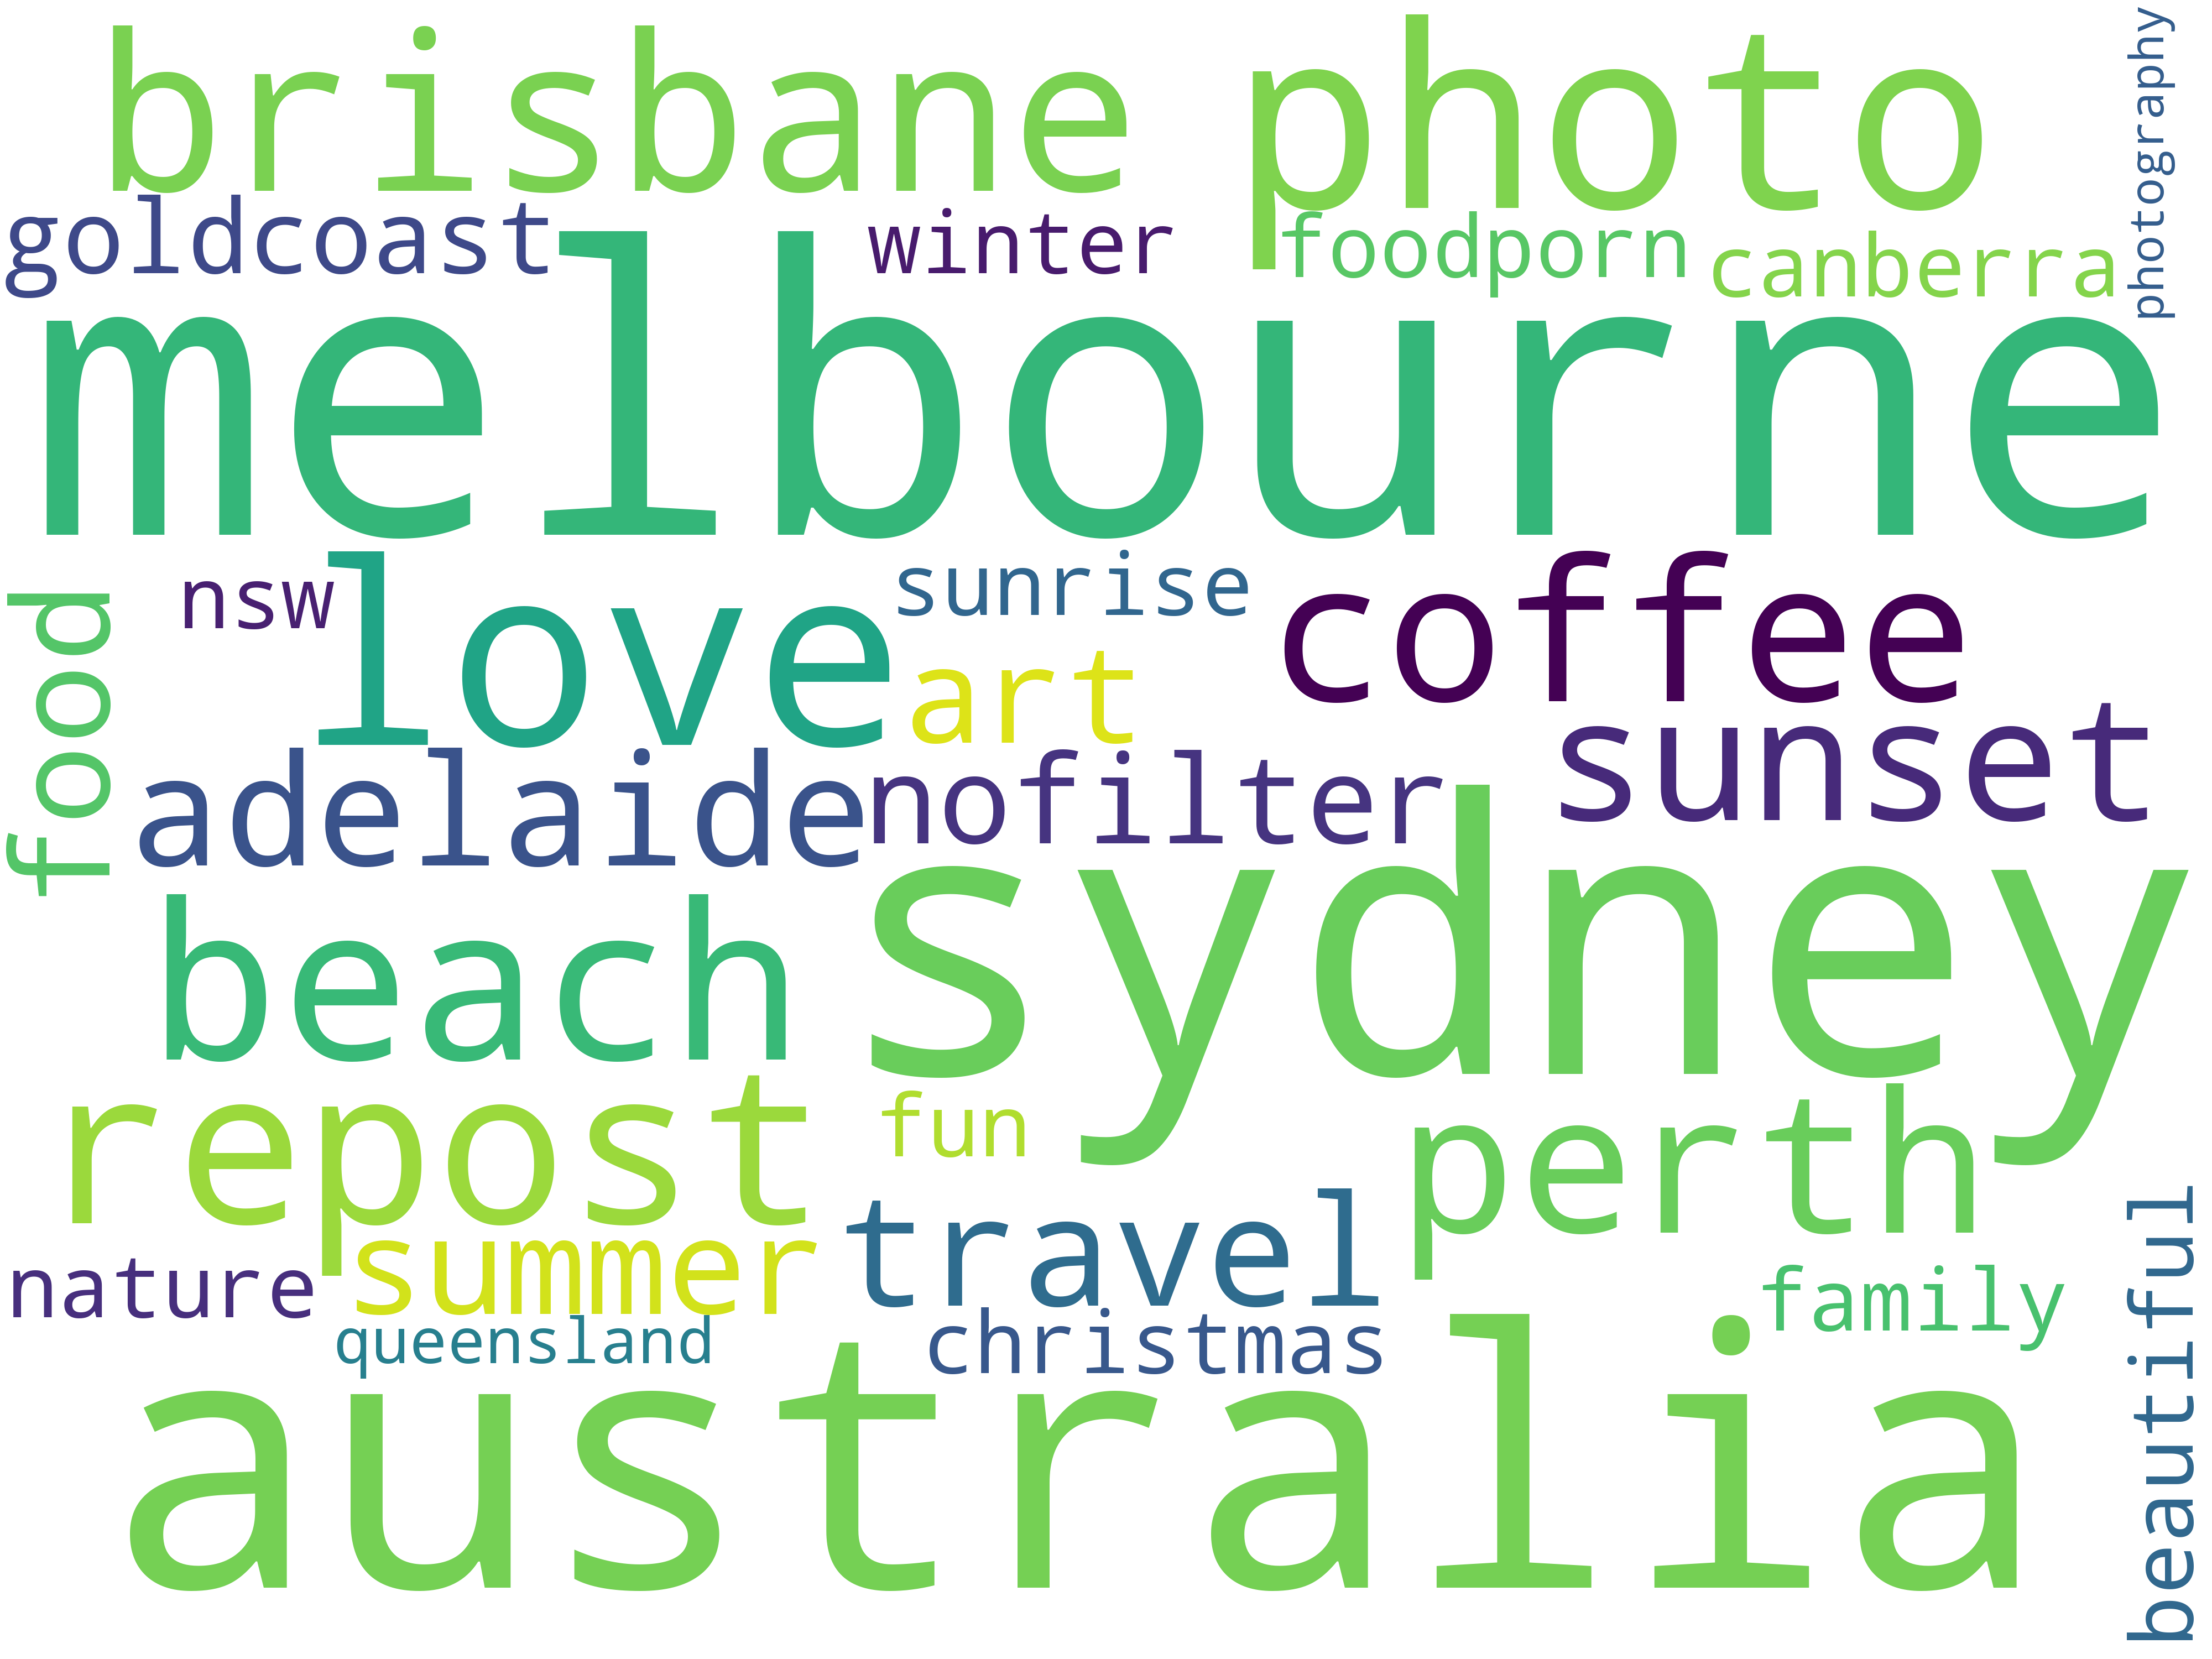 brisbane photo
photography
goldcoast winter foodporn canberra
melbourne
nsw love sunrise coffee
food
art
sunset
adelaide nofilter
sydney
beach
repost fun perth
summer travel
nature family
beautiful
queensland christmas
australia